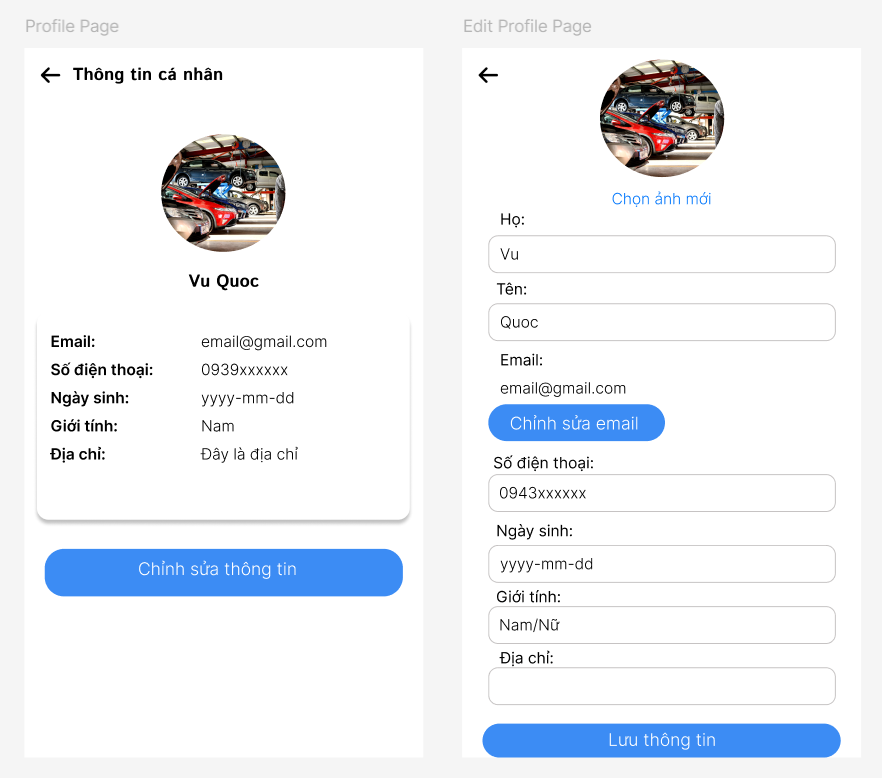 Profile Page
Thông tin cá nhân
Vu Quoc
Email: email@gmail.com
Số điện thoại: 0939xxxxxx
Ngày sinh: yyyy-mm-dd
Giới tính: Nam
Địa chỉ: Đây là địa chỉ
Chỉnh sửa thông tin
Edit Profile Page
Chọn ảnh mới
Họ:
Vu
Tên:
Quoc
Email:
email@gmail.com
Chỉnh sửa email
Số điện thoại:
0943xxxxxx
Ngày sinh:
yyyy-mm-dd
Giới tính:
Nam/Nữ
Địa chỉ:
Lưu thông tin